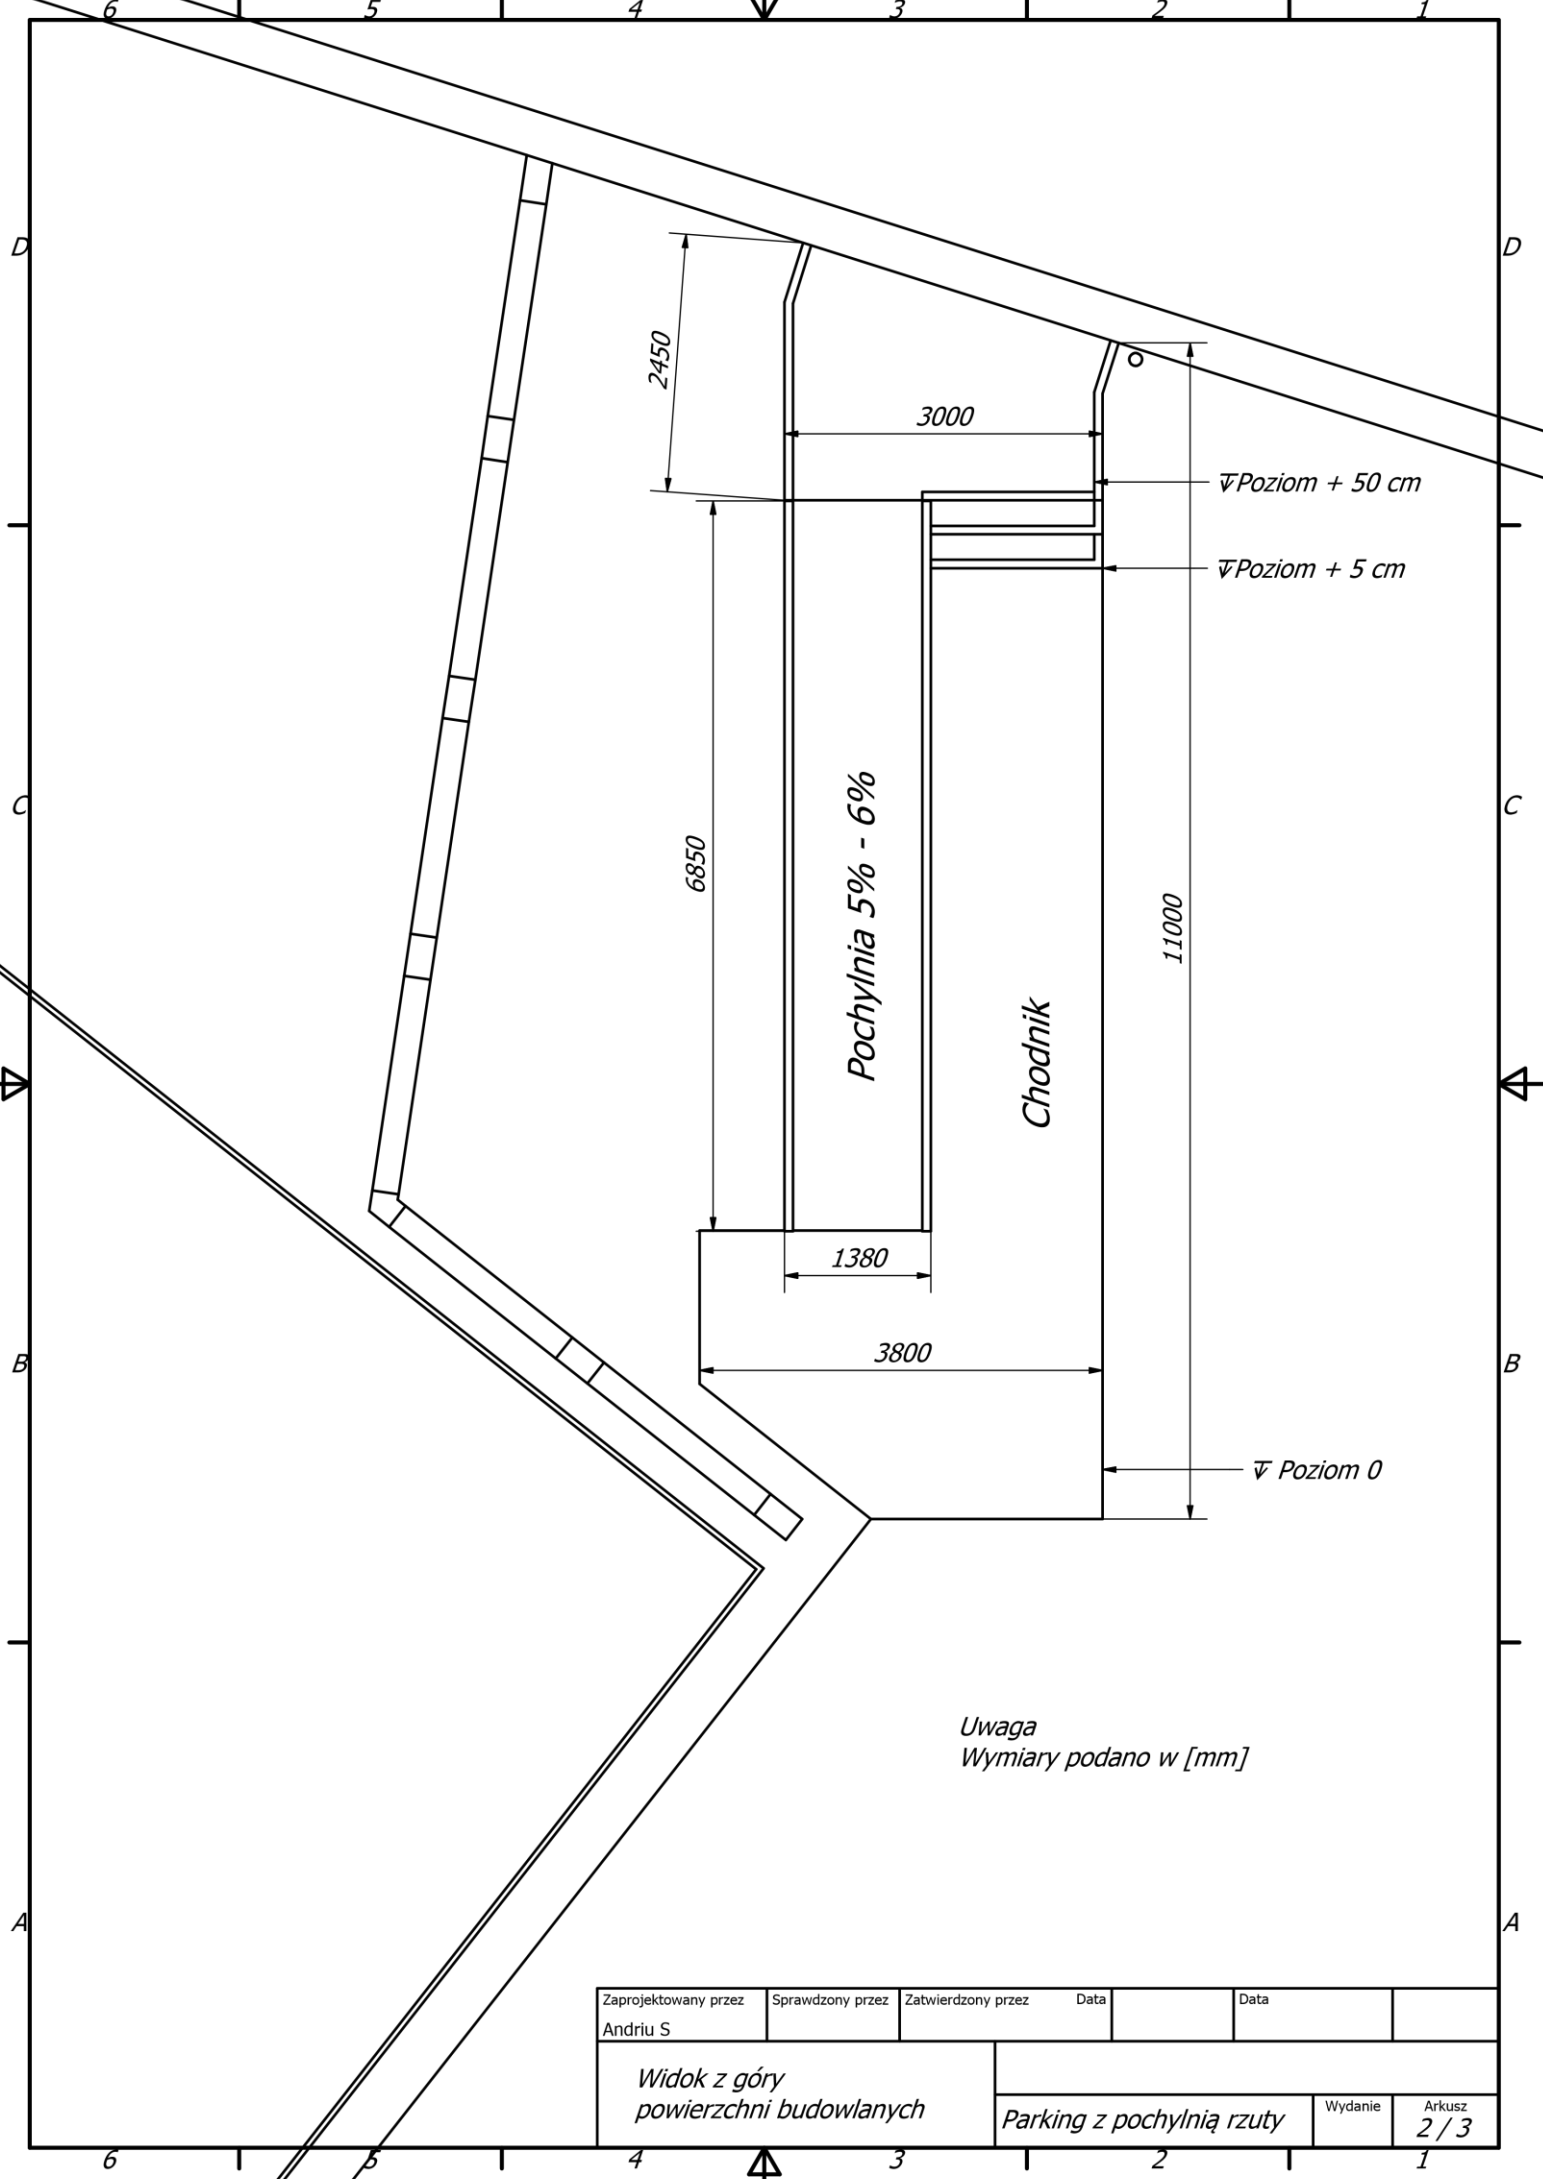 6 5 4 3 2 1
D D
2450
3000
Poziom + 50 cm
Poziom + 5 cm
C C
6850
Pochylnia 5% - 6%
11000
Chodnik
1380
B B
3800
Poziom 0
Uwaga
Wymiary podano w [mm]
A A
Zaprojektowany przez Sprawdzony przez Zatwierdzony przez Data Data
Andriu S
Widok z góry
powierzchni budowlanych
Parking z pochylnią rzuty
Wydanie
Arkusz
2 / 3
6 5 4 3 2 1